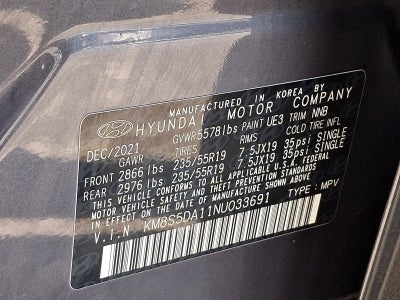 MANUFACTURED IN KOREA BY
HYUNDAI MOTOR COMPANY
DEC/2021 GVWR 5578 lbs PAINT UE3 TRIM NNB
GAWR TIRES RIMS COLD TIRE INFL
FRONT 2866 lbs 235/55R19 7.5JX19 35psi SINGLE
REAR 2976 lbs 235/55R19 7.5JX19 35psi SINGLE
THIS VEHICLE CONFORMS TO ALL APPLICABLE U.S.A. FEDERAL
MOTOR VEHICLE SAFETY STANDARDS
IN EFFECT ON THE DATE OF MANUFACTURE SHOWN ABOVE.
V.I.N KM8S5DA11NU033691 TYPE : MPV